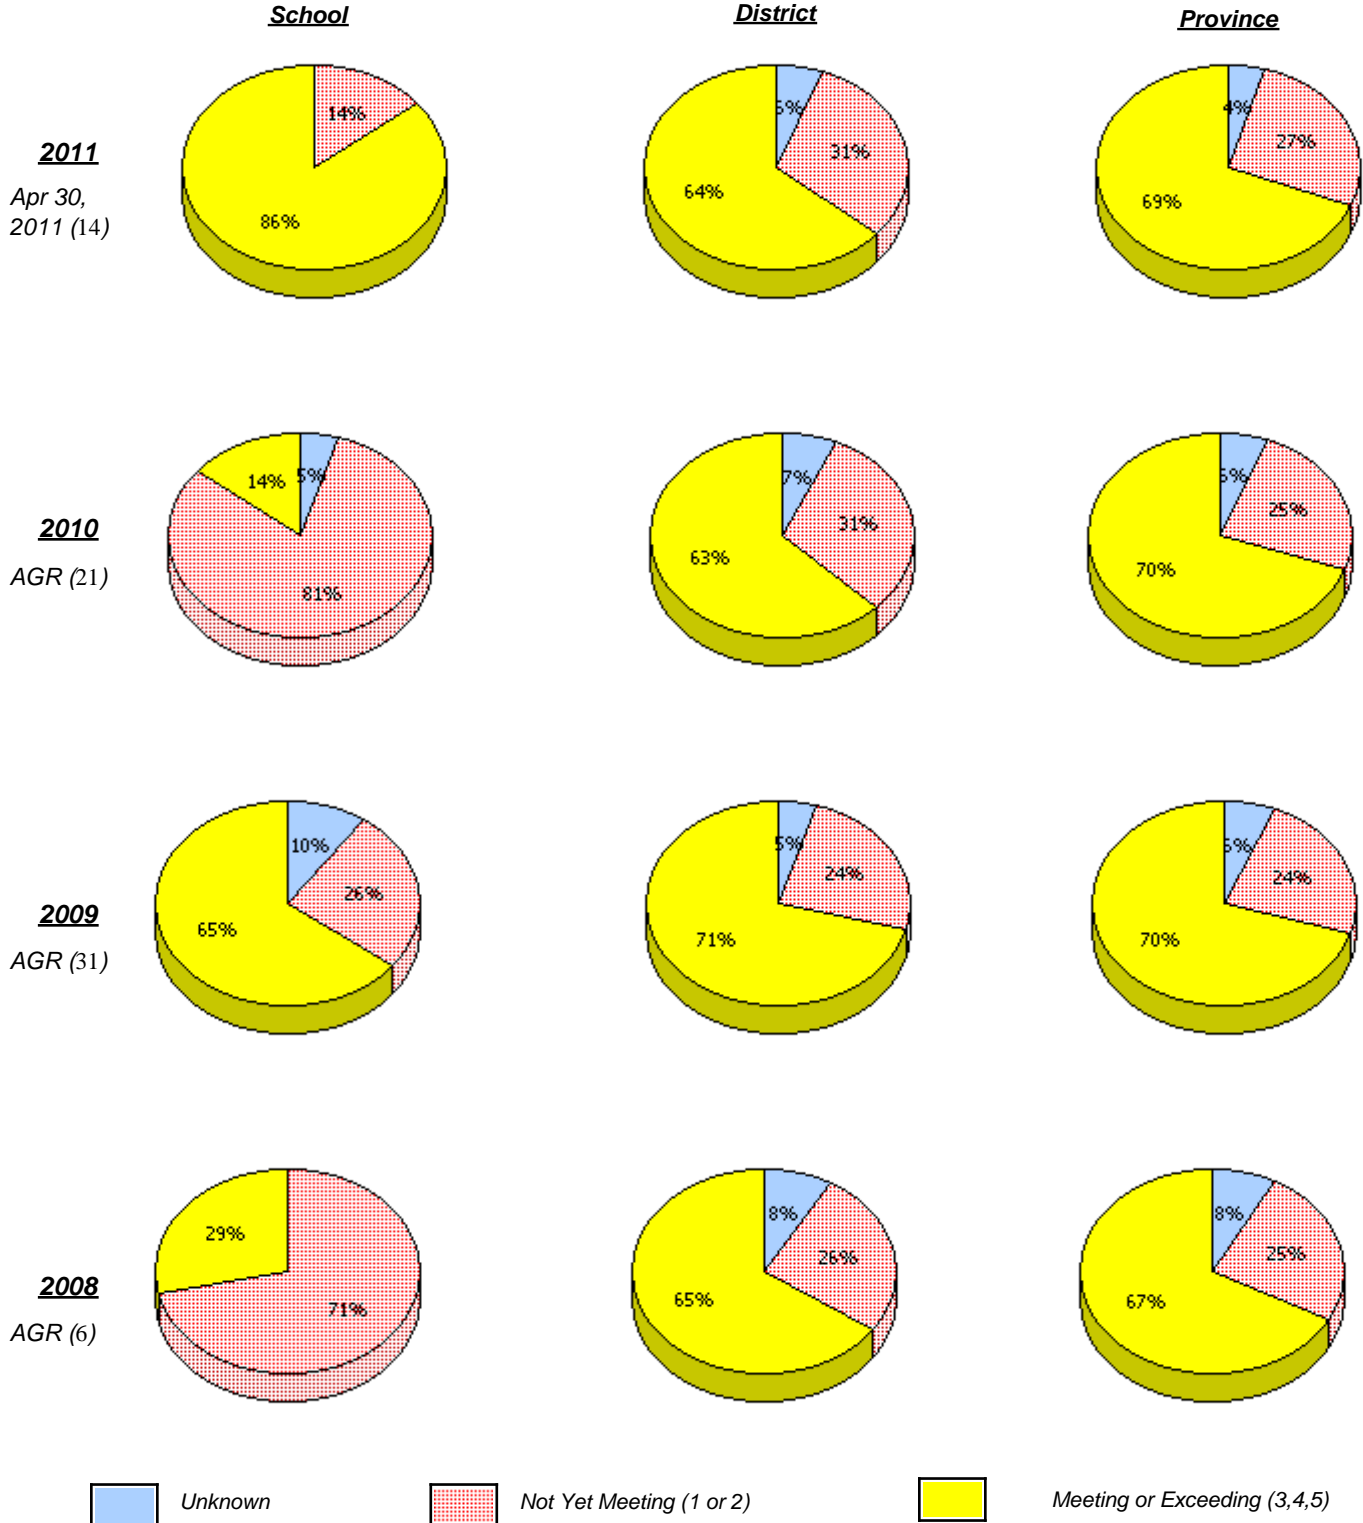 School District Province
14% 86%
6% 31% 64%
4% 27% 69%
2011
Apr 30,
2011 (14)
5% 14% 81%
7% 31% 63%
6% 25% 70%
2010
AGR (21)
10% 26% 65%
5% 24% 71%
6% 24% 70%
2009
AGR (31)
29% 71%
8% 26% 65%
8% 25% 67%
2008
AGR (6)
Unknown Not Yet Meeting (1 or 2) Meeting or Exceeding (3,4,5)